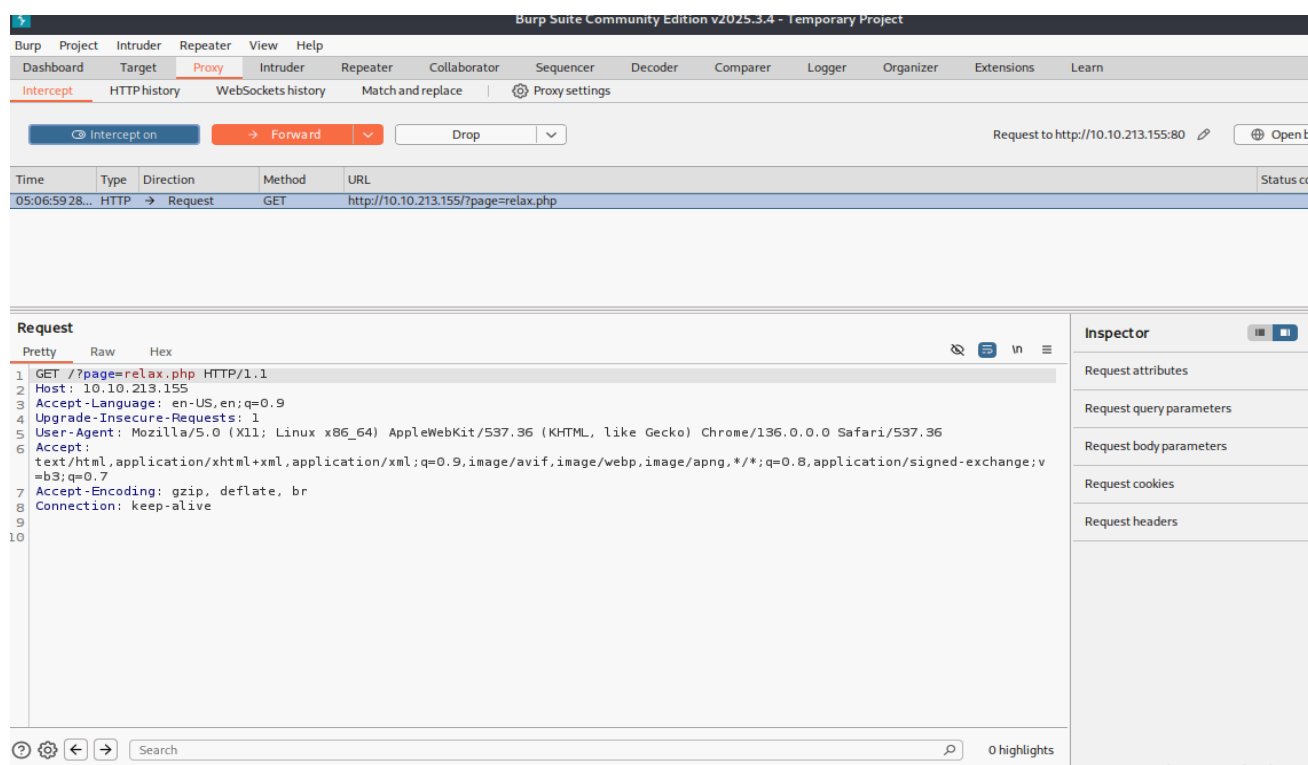 Burp Suite Community Edition v2025.3.4 - Temporary Project
Burp Project Intruder Repeater View Help
Dashboard Target Proxy Intruder Repeater Collaborator Sequencer Decoder Comparer Logger Organizer Extensions Learn
Intercept HTTP history WebSockets history Match and replace Proxy settings
Intercept on → Forward Drop Request to http://10.10.213.155:80 Open b
Time Type Direction Method URL Status co
05:06:59 28... HTTP → Request GET http://10.10.213.155/?page=relax.php
Request
Pretty Raw Hex \n
Inspector
1 GET /?page=relax.php HTTP/1.1
2 Host: 10.10.213.155
3 Accept-Language: en-US,en;q=0.9
4 Upgrade-Insecure-Requests: 1
5 User-Agent: Mozilla/5.0 (X11; Linux x86_64) AppleWebKit/537.36 (KHTML, like Gecko) Chrome/136.0.0.0 Safari/537.36
6 Accept:
text/html,application/xhtml+xml,application/xml;q=0.9,image/avif,image/webp,image/apng,*/*;q=0.8,application/signed-exchange;v
=b3;q=0.7
7 Accept-Encoding: gzip, deflate, br
8 Connection: keep-alive
9
10
Request attributes
Request query parameters
Request body parameters
Request cookies
Request headers
Search 0 highlights